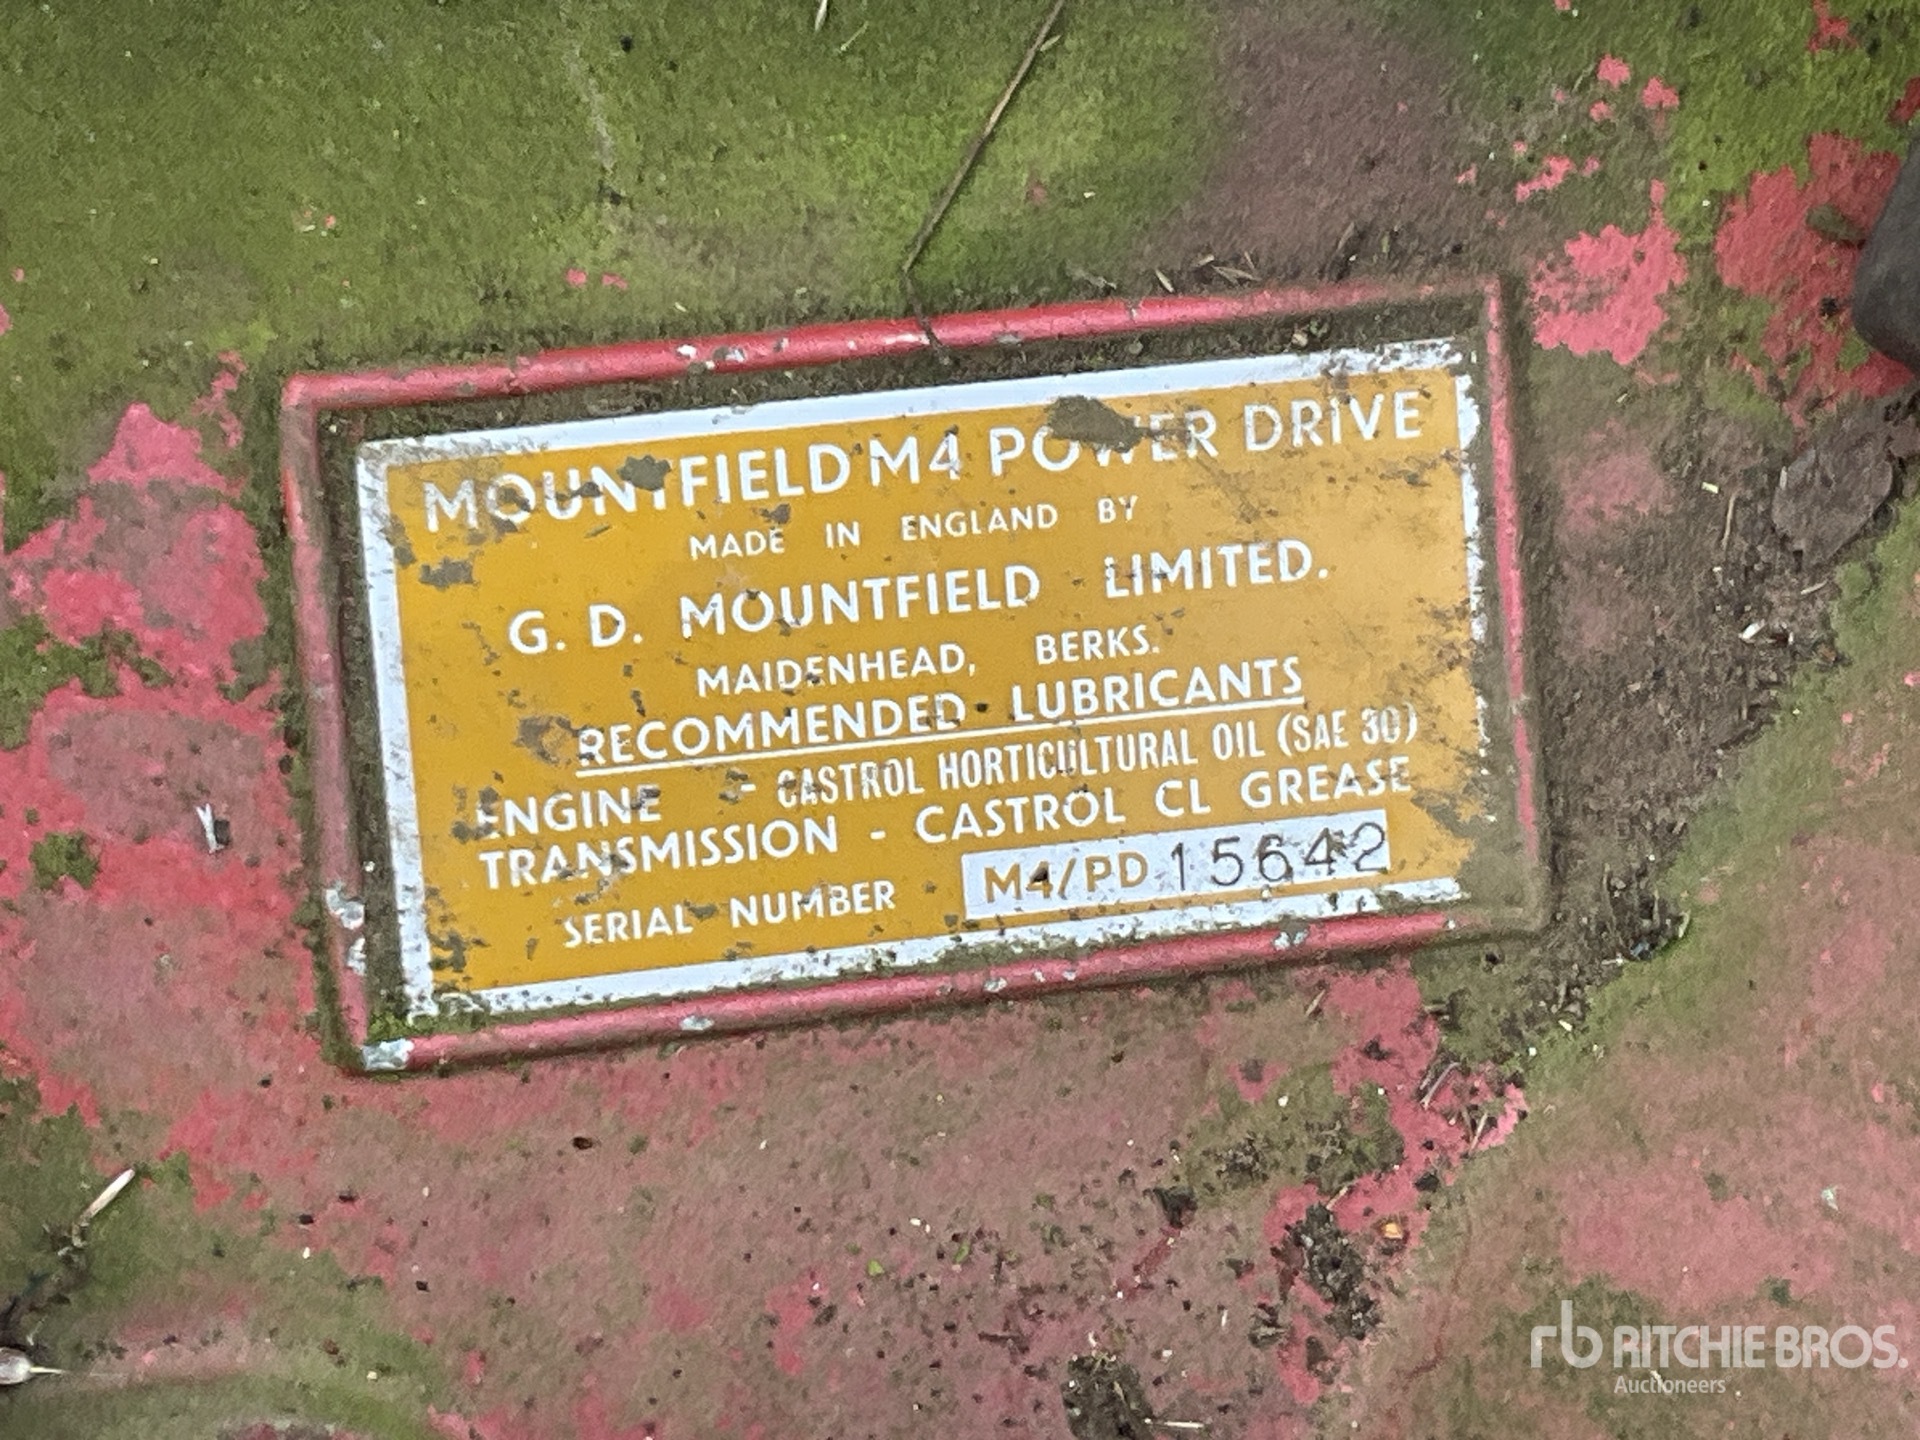 MOUNTFIELD M4 POWER DRIVE
MADE IN ENGLAND BY
G. D. MOUNTFIELD LIMITED.
MAIDENHEAD, BERKS.
RECOMMENDED LUBRICANTS
ENGINE - CASTROL HORTICULTURAL OIL (SAE 30)
TRANSMISSION - CASTROL CL GREASE
SERIAL NUMBER M4/PD 15642
rb RITCHIE BROS.
Auctioneers